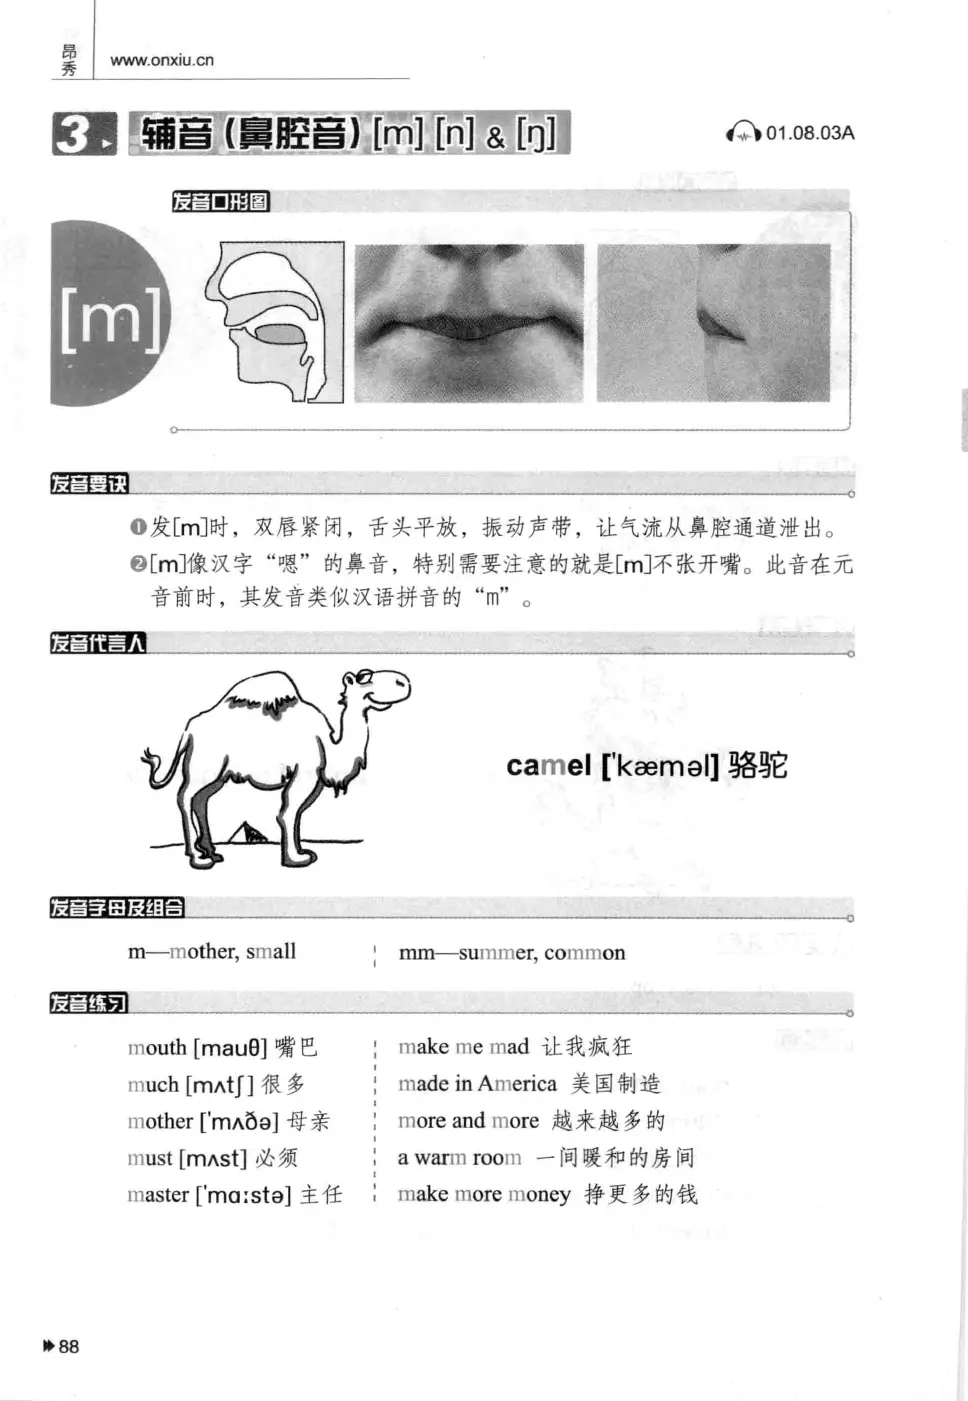 昂秀
www.onxiu.cn
3 辅音(鼻腔音) [m] [n] & [ŋ]
01.08.03A
发音口形图
[m]
发音要诀
❶发[m]时，双唇紧闭，舌头平放，振动声带，让气流从鼻腔通道泄出。
❷[m]像汉字“嗯”的鼻音，特别需要注意的就是[m]不张开嘴。此音在元
音前时，其发音类似汉语拼音的“m”。
发音代言人
camel ['kæməl] 骆驼
发音字母及组合
m—mother, small
mm—summer, common
发音练习
mouth [mauθ] 嘴巴
make me mad 让我疯狂
much [mʌtʃ] 很多
made in America 美国制造
mother ['mʌðə] 母亲
more and more 越来越多的
must [mʌst] 必须
a warm room 一间暖和的房间
master ['mɑːstə] 主任
make more money 挣更多的钱
88